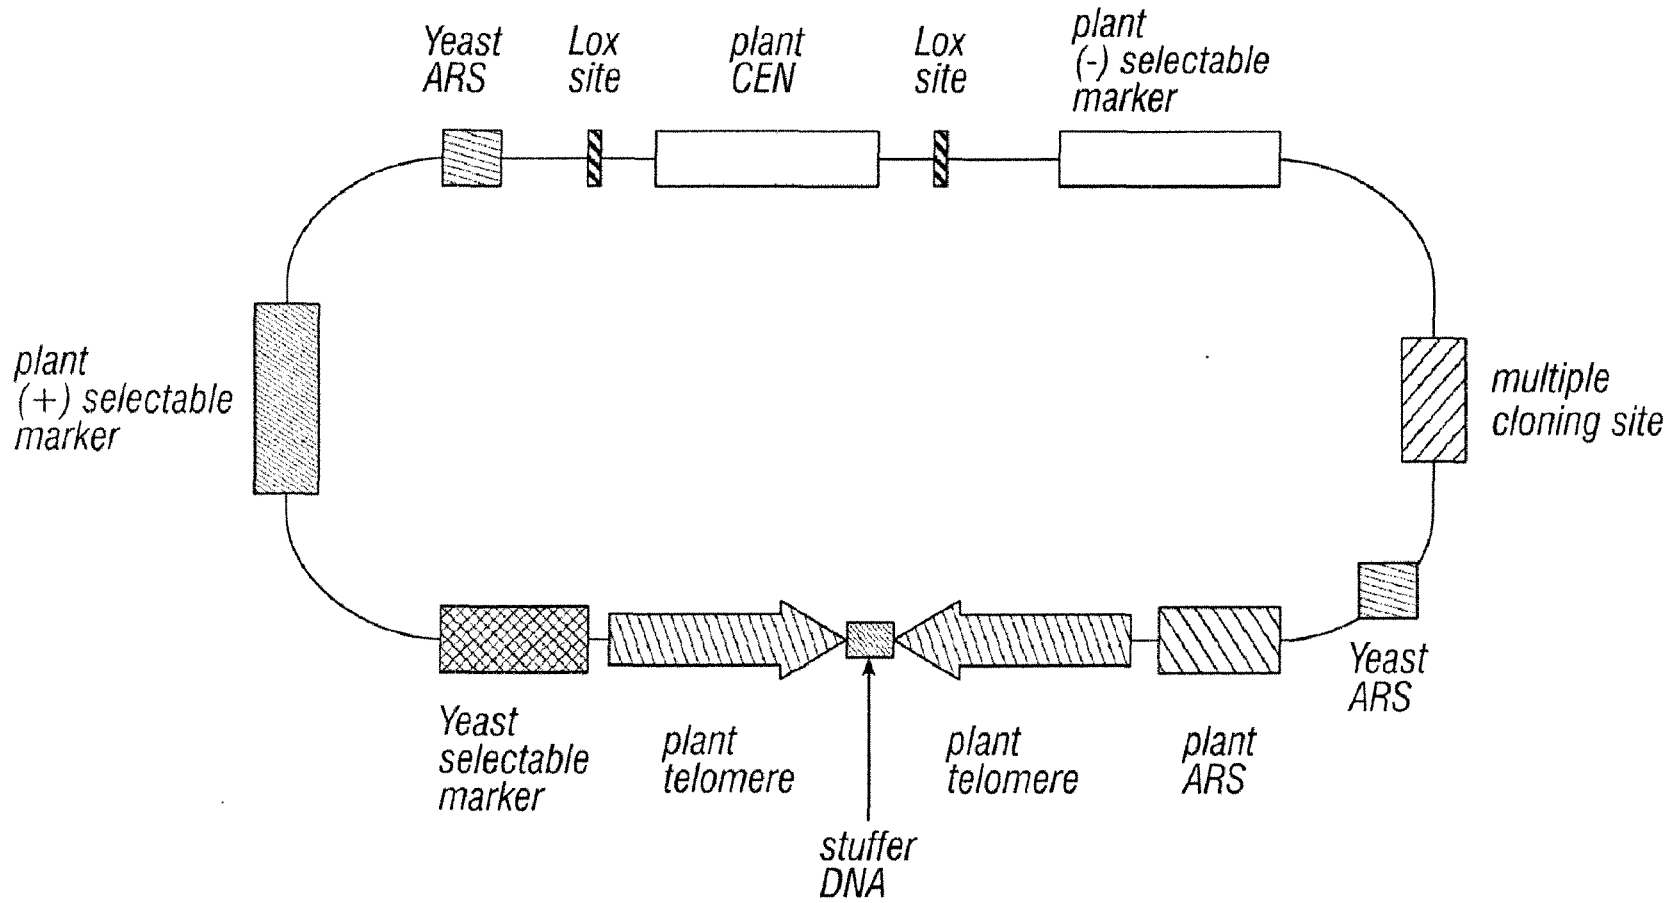 Yeast
ARS
Lox
site
plant
CEN
Lox
site
plant
(-) selectable
marker
plant
(+) selectable
marker
multiple
cloning site
Yeast
ARS
Yeast
selectable
marker
plant
telomere
plant
telomere
plant
ARS
stuffer
DNA